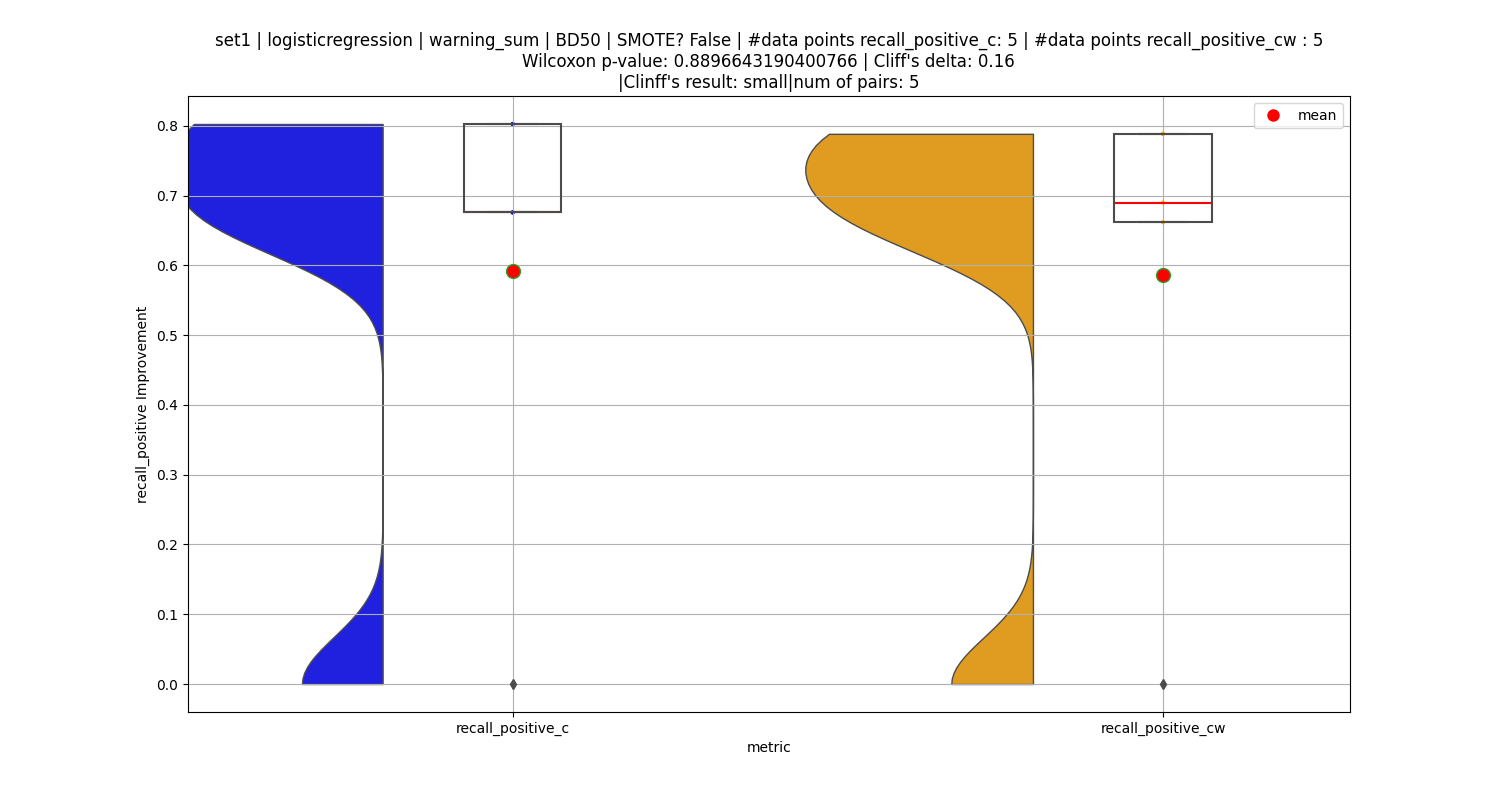 set1 | logisticregression | warning_sum | BD50 | SMOTE? False | #data points recall_positive_c: 5 | #data points recall_positive_cw : 5
Wilcoxon p-value: 0.8896643190400766 | Cliff's delta: 0.16
|Clinff's result: small|num of pairs: 5
mean
0.8
0.7
0.6
0.5
0.4
0.3
0.2
0.1
0.0
recall_positive Improvement
recall_positive_c
recall_positive_cw
metric